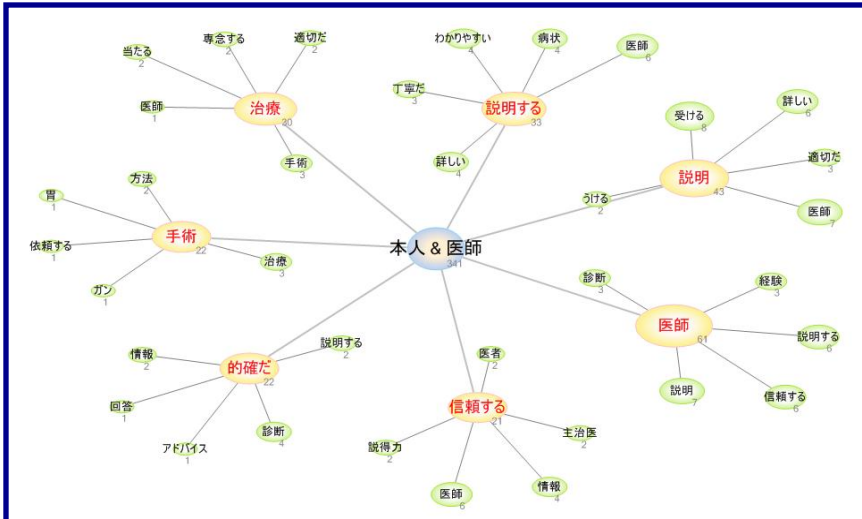 専念する
2
適切だ
2
当たる
2
医師
1
治療
30
手術
3
わかりやすい
4
病状
4
医師
6
丁寧だ
3
説明する
33
詳しい
4
受ける
8
詳しい
6
適切だ
3
説明
43
うける
2
医師
7
方法
2
胃
1
手術
22
依頼する
1
治療
3
ガン
1
本人 & 医師
341
診断
3
経験
3
医師
61
説明する
6
説明
7
信頼する
6
情報
2
説明する
2
的確だ
22
回答
1
アドバイス
1
診断
4
医者
2
信頼する
21
説得力
2
主治医
2
医師
6
情報
4